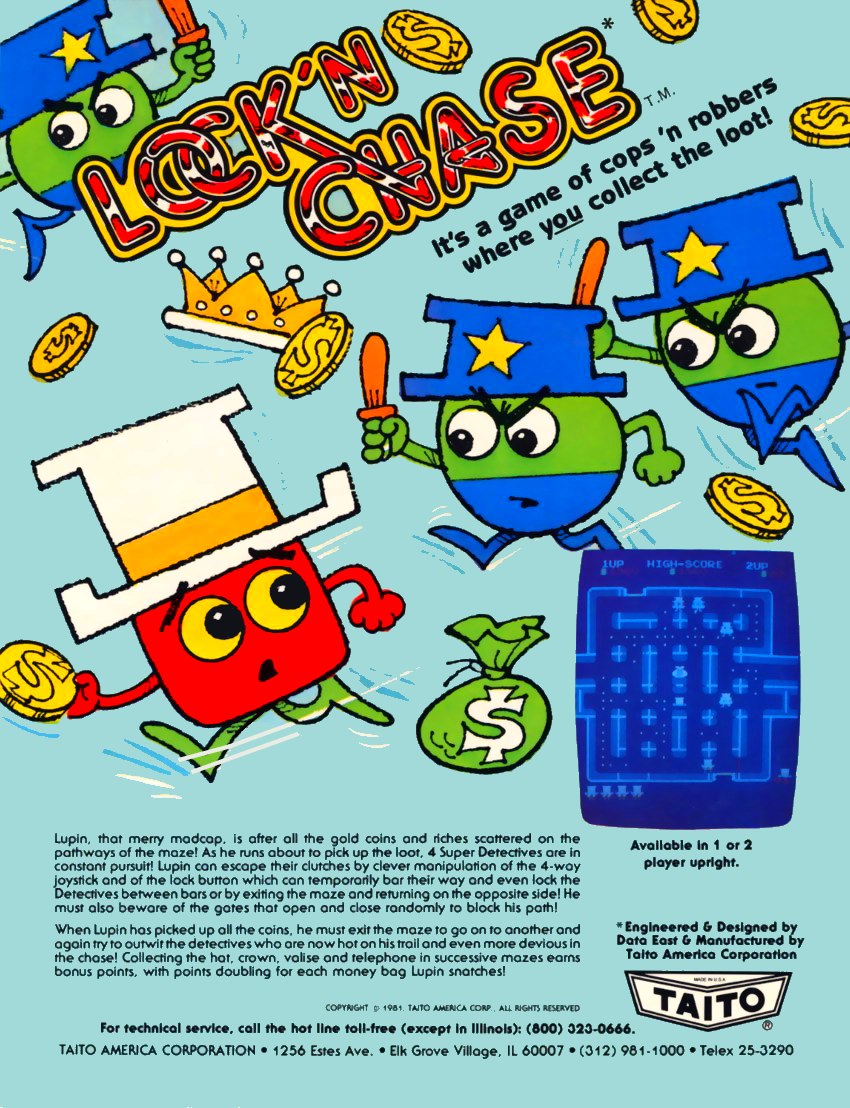 LOCK'N
CHASE*
T.M.
It's a game of cops 'n robbers
where you collect the loot!
1UP HIGH-SCORE 2UP
Lupin, that merry madcap, is after all the gold coins and riches scattered on the
pathways of the maze! As he runs about to pick up the loot, 4 Super Detectives are in
constant pursuit! Lupin can escape their clutches by clever manipulation of the 4-way
joystick and of the lock button which can temporarily bar their way and even lock the
Detectives between bars or by exiting the maze and returning on the opposite side! He
must also beware of the gates that open and close randomly to block his path!
When Lupin has picked up all the coins, he must exit the maze to go on to another and
again try to outwit the detectives who are now hot on his trail and even more devious in
the chase! Collecting the hat, crown, valise and telephone in successive mazes earns
bonus points, with points doubling for each money bag Lupin snatches!
Available in 1 or 2
player upright.
*Engineered & Designed by
Data East & Manufactured by
Taito America Corporation
MADE IN U.S.A.
TAITO
®
COPYRIGHT © 1981. TAITO AMERICA CORP., ALL RIGHTS RESERVED
For technical service, call the hot line toll-free (except in Illinois): (800) 323-0666.
TAITO AMERICA CORPORATION • 1256 Estes Ave. • Elk Grove Village, IL 60007 • (312) 981-1000 • Telex 25-3290